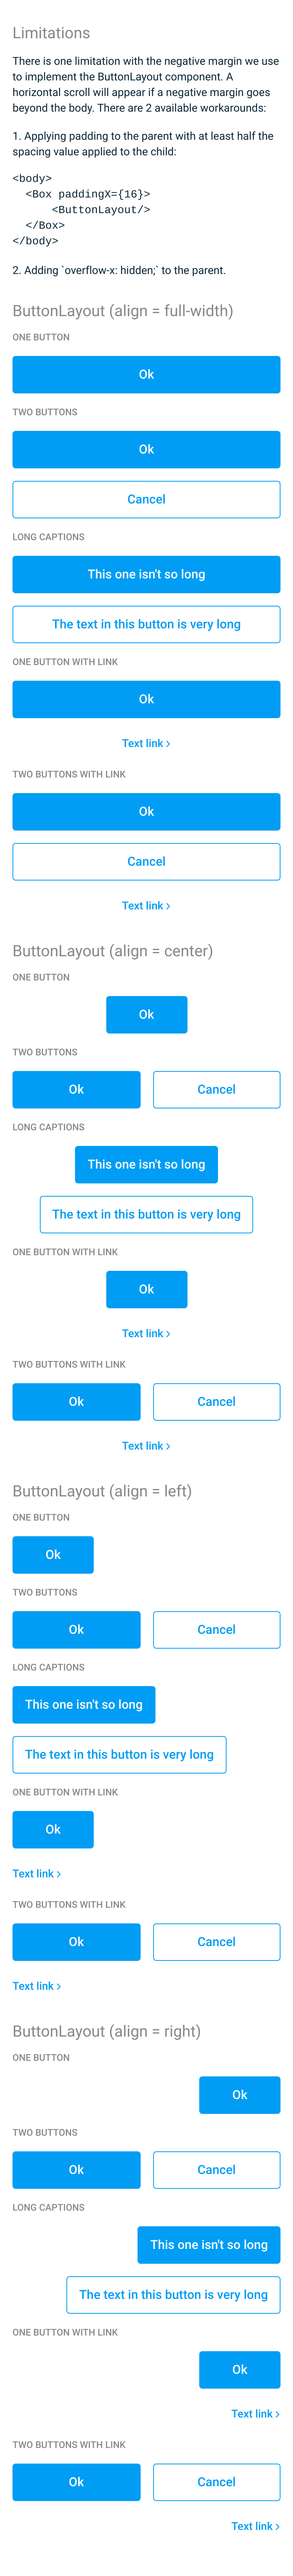 Limitations
There is one limitation with the negative margin we use
to implement the ButtonLayout component. A
horizontal scroll will appear if a negative margin goes
beyond the body. There are 2 available workarounds:
1. Applying padding to the parent with at least half the
spacing value applied to the child:
<body>
  <Box paddingX={16}>
      <ButtonLayout/>
  </Box>
</body>
2. Adding `overflow-x: hidden;` to the parent.
ButtonLayout (align = full-width)
ONE BUTTON
Ok
TWO BUTTONS
Ok
Cancel
LONG CAPTIONS
This one isn't so long
The text in this button is very long
ONE BUTTON WITH LINK
Ok
Text link >
TWO BUTTONS WITH LINK
Ok
Cancel
Text link >
ButtonLayout (align = center)
ONE BUTTON
Ok
TWO BUTTONS
Ok Cancel
LONG CAPTIONS
This one isn't so long
The text in this button is very long
ONE BUTTON WITH LINK
Ok
Text link >
TWO BUTTONS WITH LINK
Ok Cancel
Text link >
ButtonLayout (align = left)
ONE BUTTON
Ok
TWO BUTTONS
Ok Cancel
LONG CAPTIONS
This one isn't so long
The text in this button is very long
ONE BUTTON WITH LINK
Ok
Text link >
TWO BUTTONS WITH LINK
Ok Cancel
Text link >
ButtonLayout (align = right)
ONE BUTTON
Ok
TWO BUTTONS
Ok Cancel
LONG CAPTIONS
This one isn't so long
The text in this button is very long
ONE BUTTON WITH LINK
Ok
Text link >
TWO BUTTONS WITH LINK
Ok Cancel
Text link >